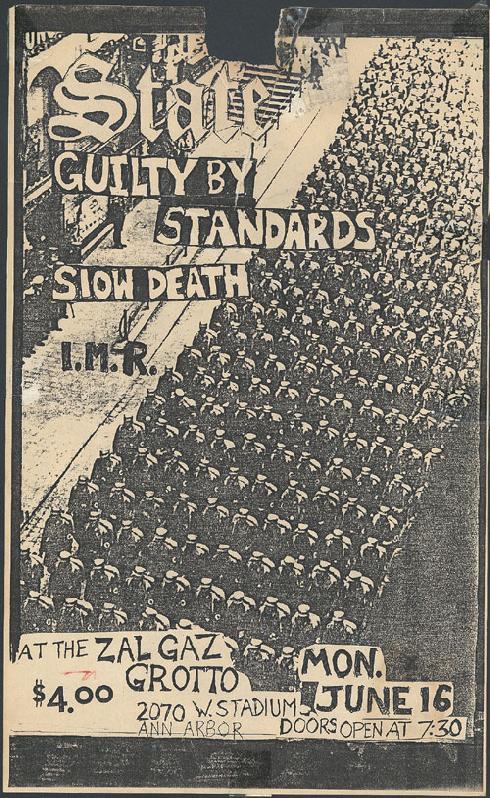 State
GUILTY BY
STANDARDS
SLOW DEATH
I.M.R.
AT THE ZAL GAZ
GROTTO
$4.00
2070 W. STADIUM
ANN ARBOR
MON.
JUNE 16
DOORS OPEN AT 7:30